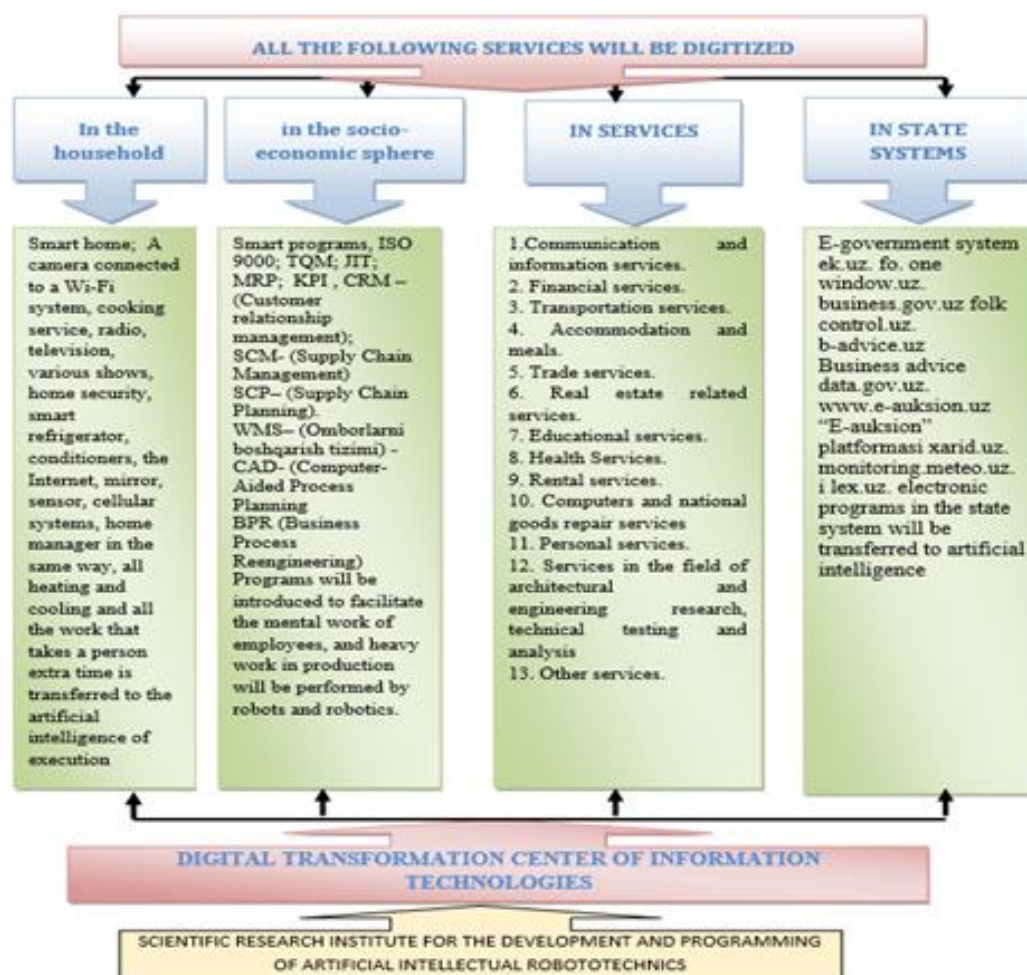 ALL THE FOLLOWING SERVICES WILL BE DIGITIZED
In the
household
Smart home; A
camera connected
to a Wi-Fi
system, cooking
service, radio,
television,
various shows,
home security,
smart
refrigerator,
conditioners, the
Internet, mirror,
sensor, cellular
systems, home
manager in the
same way, all
heating and
cooling and all
the work that
takes a person
extra time is
transferred to the
artificial
intelligence of
execution
in the socio-
economic sphere
Smart programs, ISO
9000; TQM; JIT;
MRP; KPI , CRM –
(Customer
relationship
management);
SCM- (Supply Chain
Management)
SCP– (Supply Chain
Planning).
WMS– (Omborlarni
boshqarish tizimi) -
CAD- (Computer-
Aided Process
Planning
BPR (Business
Process
Reengineering)
Programs will be
introduced to facilitate
the mental work of
employees, and heavy
work in production
will be performed by
robots and robotics.
IN SERVICES
1.Communication and
information services.
2. Financial services.
3. Transportation services.
4. Accommodation and
meals.
5. Trade services.
6. Real estate related
services.
7. Educational services.
8. Health Services.
9. Rental services.
10. Computers and national
goods repair services
11. Personal services.
12. Services in the field of
architectural and
engineering research,
technical testing and
analysis
13. Other services.
IN STATE
SYSTEMS
E-government system
ek.uz. fo. one
window.uz.
business.gov.uz folk
control.uz.
b-advice.uz
Business advice
data.gov.uz.
www.e-auksion.uz
“E-auksion”
platformasi xarid.uz.
monitoring.meteo.uz.
i lex.uz. electronic
programs in the state
system will be
transferred to artificial
intelligence
DIGITAL TRANSFORMATION CENTER OF INFORMATION
TECHNOLOGIES
SCIENTIFIC RESEARCH INSTITUTE FOR THE DEVELOPMENT AND PROGRAMMING
OF ARTIFICIAL INTELLECTUAL ROBOTOTECHNICS